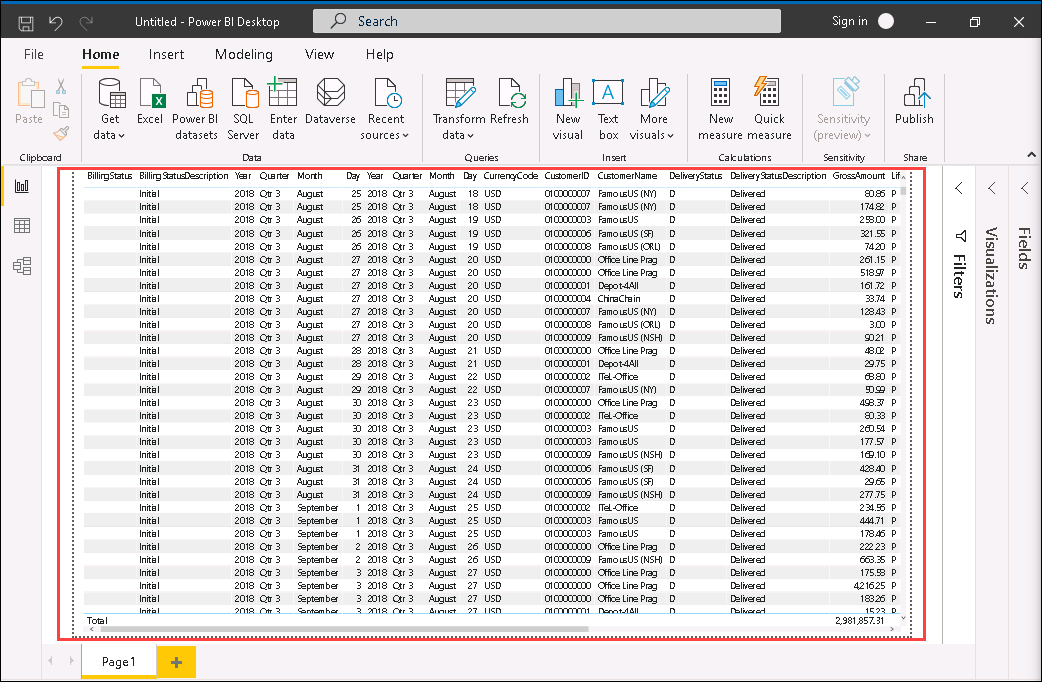 Untitled - Power BI Desktop Search Sign in
File Home Insert Modeling View Help
Paste Get data Excel Power BI datasets SQL Server Enter data Dataverse Recent sources Transform data Refresh New visual Text box More visuals New measure Quick measure Sensitivity (preview) Publish
Clipboard Data Queries Insert Calculations Sensitivity Share
BillingStatus BillingStatusDescription Year Quarter Month Day Year Quarter Month Day CurrencyCode CustomerID CustomerName DeliveryStatus DeliveryStatusDescription GrossAmount Lif
Initial 2018 Qtr 3 August 25 2018 Qtr 3 August 18 USD 0100000007 FamousUS (NY) D Delivered 80.86 P
Initial 2018 Qtr 3 August 25 2018 Qtr 3 August 18 USD 0100000007 FamousUS (NY) D Delivered 174.82 P
Initial 2018 Qtr 3 August 26 2018 Qtr 3 August 19 USD 0100000003 FamousUS D Delivered 253.00 P
Initial 2018 Qtr 3 August 26 2018 Qtr 3 August 19 USD 0100000006 FamousUS (SF) D Delivered 321.55 P
Initial 2018 Qtr 3 August 26 2018 Qtr 3 August 19 USD 0100000008 FamousUS (ORL) D Delivered 74.20 P
Initial 2018 Qtr 3 August 27 2018 Qtr 3 August 20 USD 0100000000 Office Line Prag D Delivered 261.15 P
Initial 2018 Qtr 3 August 27 2018 Qtr 3 August 20 USD 0100000000 Office Line Prag D Delivered 518.97 P
Initial 2018 Qtr 3 August 27 2018 Qtr 3 August 20 USD 0100000001 Depot-4All D Delivered 161.72 P
Initial 2018 Qtr 3 August 27 2018 Qtr 3 August 20 USD 0100000004 ChinaChain D Delivered 33.74 P
Initial 2018 Qtr 3 August 27 2018 Qtr 3 August 20 USD 0100000007 FamousUS (NY) D Delivered 128.43 P
Initial 2018 Qtr 3 August 27 2018 Qtr 3 August 20 USD 0100000008 FamousUS (ORL) D Delivered 3.00 P
Initial 2018 Qtr 3 August 27 2018 Qtr 3 August 20 USD 0100000009 FamousUS (NSH) D Delivered 90.21 P
Initial 2018 Qtr 3 August 28 2018 Qtr 3 August 21 USD 0100000000 Office Line Prag D Delivered 48.02 P
Initial 2018 Qtr 3 August 28 2018 Qtr 3 August 21 USD 0100000001 Depot-4All D Delivered 29.75 P
Initial 2018 Qtr 3 August 29 2018 Qtr 3 August 22 USD 0100000002 ITeL-Office D Delivered 68.80 P
Initial 2018 Qtr 3 August 29 2018 Qtr 3 August 22 USD 0100000007 FamousUS (NY) D Delivered 50.99 P
Initial 2018 Qtr 3 August 30 2018 Qtr 3 August 23 USD 0100000000 Office Line Prag D Delivered 498.37 P
Initial 2018 Qtr 3 August 30 2018 Qtr 3 August 23 USD 0100000002 ITeL-Office D Delivered 80.33 P
Initial 2018 Qtr 3 August 30 2018 Qtr 3 August 23 USD 0100000003 FamousUS D Delivered 260.54 P
Initial 2018 Qtr 3 August 30 2018 Qtr 3 August 23 USD 0100000003 FamousUS D Delivered 177.57 P
Initial 2018 Qtr 3 August 30 2018 Qtr 3 August 23 USD 0100000009 FamousUS (NSH) D Delivered 169.10 P
Initial 2018 Qtr 3 August 31 2018 Qtr 3 August 24 USD 0100000006 FamousUS (SF) D Delivered 428.40 P
Initial 2018 Qtr 3 August 31 2018 Qtr 3 August 24 USD 0100000006 FamousUS (SF) D Delivered 29.65 P
Initial 2018 Qtr 3 August 31 2018 Qtr 3 August 24 USD 0100000009 FamousUS (NSH) D Delivered 277.75 P
Initial 2018 Qtr 3 September 1 2018 Qtr 3 August 25 USD 0100000002 ITeL-Office D Delivered 234.55 P
Initial 2018 Qtr 3 September 1 2018 Qtr 3 August 25 USD 0100000003 FamousUS D Delivered 444.71 P
Initial 2018 Qtr 3 September 1 2018 Qtr 3 August 25 USD 0100000003 FamousUS D Delivered 178.46 P
Initial 2018 Qtr 3 September 2 2018 Qtr 3 August 26 USD 0100000000 Office Line Prag D Delivered 222.23 P
Initial 2018 Qtr 3 September 2 2018 Qtr 3 August 26 USD 0100000009 FamousUS (NSH) D Delivered 663.35 P
Initial 2018 Qtr 3 September 3 2018 Qtr 3 August 27 USD 0100000000 Office Line Prag D Delivered 175.53 P
Initial 2018 Qtr 3 September 3 2018 Qtr 3 August 27 USD 0100000000 Office Line Prag D Delivered 4,216.25 P
Initial 2018 Qtr 3 September 3 2018 Qtr 3 August 27 USD 0100000000 Office Line Prag D Delivered 183.26 P
Initial 2018 Qtr 3 September 3 2018 Qtr 3 August 27 USD 0100000001 Depot-4All D Delivered 15.23 P
Total 2,981,857.31
Filters
Visualizations
Fields
Page1